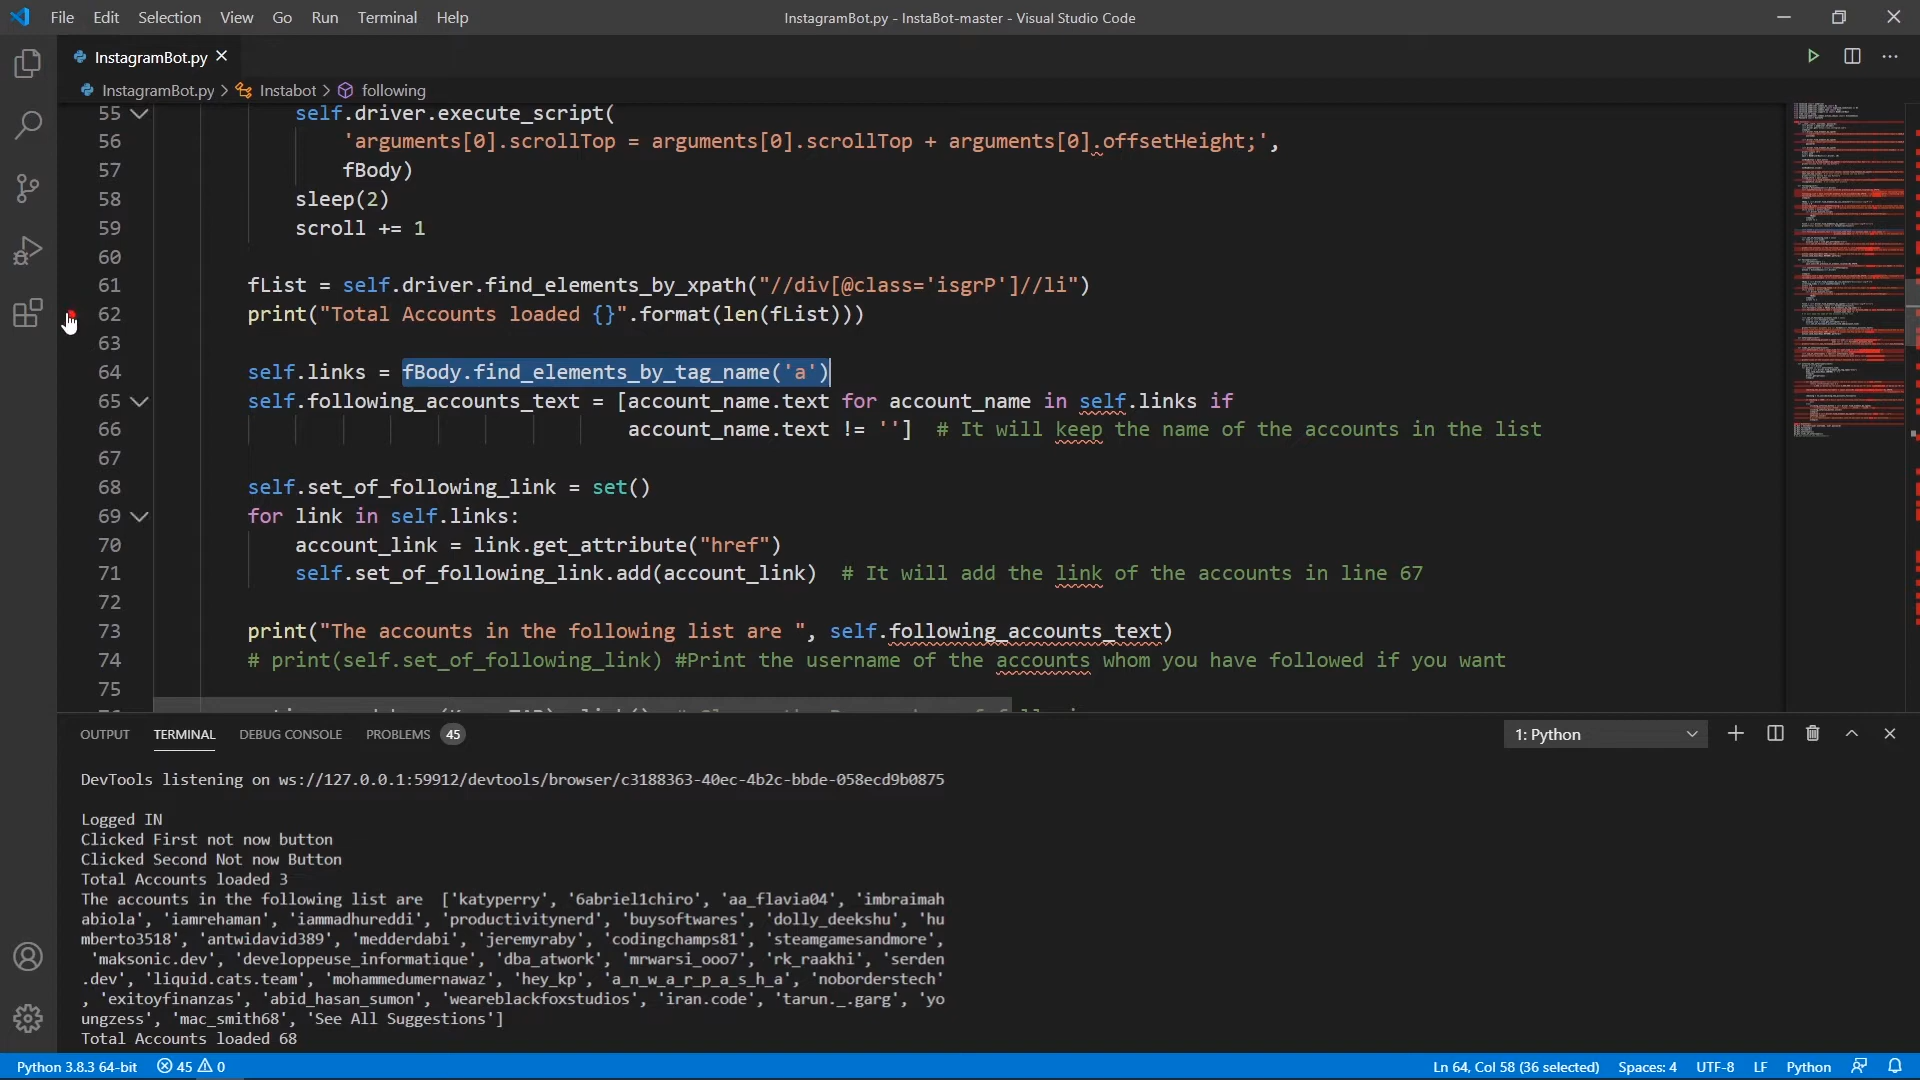 File Edit Selection View Go Run Terminal Help
InstagramBot.py - InstaBot-master - Visual Studio Code
InstagramBot.py
InstagramBot.py > Instabot > following
55 self.driver.execute_script(
56 'arguments[0].scrollTop = arguments[0].scrollTop + arguments[0].offsetHeight;',
57 fBody)
58 sleep(2)
59 scroll += 1
60
61 fList = self.driver.find_elements_by_xpath("//div[@class='isgrP']//li")
62 print("Total Accounts loaded {}".format(len(fList)))
63
64 self.links = fBody.find_elements_by_tag_name('a')
65 self.following_accounts_text = [account_name.text for account_name in self.links if
66 account_name.text != ''] # It will keep the name of the accounts in the list
67
68 self.set_of_following_link = set()
69 for link in self.links:
70 account_link = link.get_attribute("href")
71 self.set_of_following_link.add(account_link) # It will add the link of the accounts in line 67
72
73 print("The accounts in the following list are ", self.following_accounts_text)
74 # print(self.set_of_following_link) #Print the username of the accounts whom you have followed if you want
75
OUTPUT TERMINAL DEBUG CONSOLE PROBLEMS 45
1: Python
DevTools listening on ws://127.0.0.1:59912/devtools/browser/c3188363-40ec-4b2c-bbde-058ecd9b0875
Logged IN
Clicked First not now button
Clicked Second Not now Button
Total Accounts loaded 3
The accounts in the following list are ['katyperry', '6abriel1chiro', 'aa_flavia04', 'imbraimah
abiola', 'iamrehaman', 'iammadhureddi', 'productivitynerd', 'buysoftwares', 'dolly_deekshu', 'hu
mberto3518', 'antwidavid389', 'medderdabi', 'jeremyraby', 'codingchamps81', 'steamgamesandmore',
'maksonic.dev', 'developpeuse_informatique', 'dba_atwork', 'mrwarsi_ooo7', 'rk_raakhi', 'serden
.dev', 'liquid.cats.team', 'mohammedumernawaz', 'hey_kp', 'a_n_w_a_r_p_a_s_h_a', 'noborderstech'
, 'exitoyfinanzas', 'abid_hasan_sumon', 'weareblackfoxstudios', 'iran.code', 'tarun._.garg', 'yo
ungzess', 'mac_smith68', 'See All Suggestions']
Total Accounts loaded 68
Python 3.8.3 64-bit 45 0
Ln 64, Col 58 (36 selected) Spaces: 4 UTF-8 LF Python